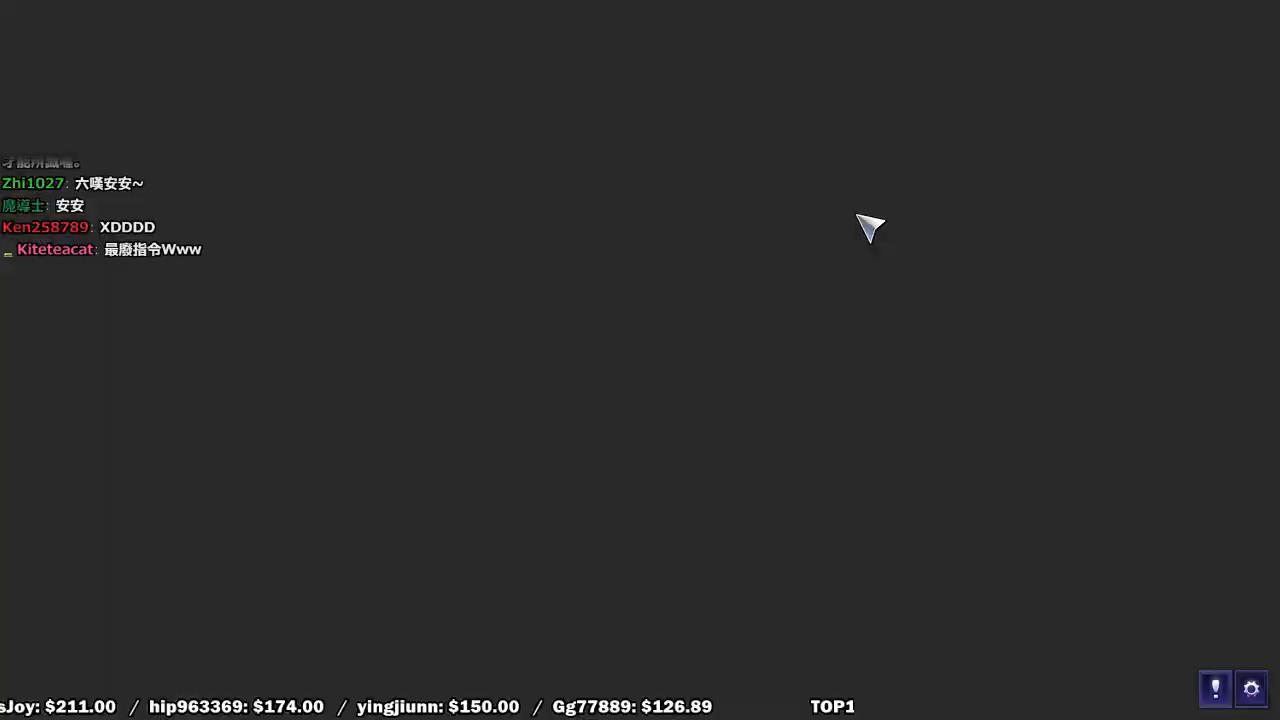 Zhi1027: 六嘆安安~
魔導士: 安安
Ken258789: XDDDD
Kiteteacat: 最廢指令Www
sJoy: $211.00 / hip963369: $174.00 / yingjiunn: $150.00 / Gg77889: $126.89 TOP1